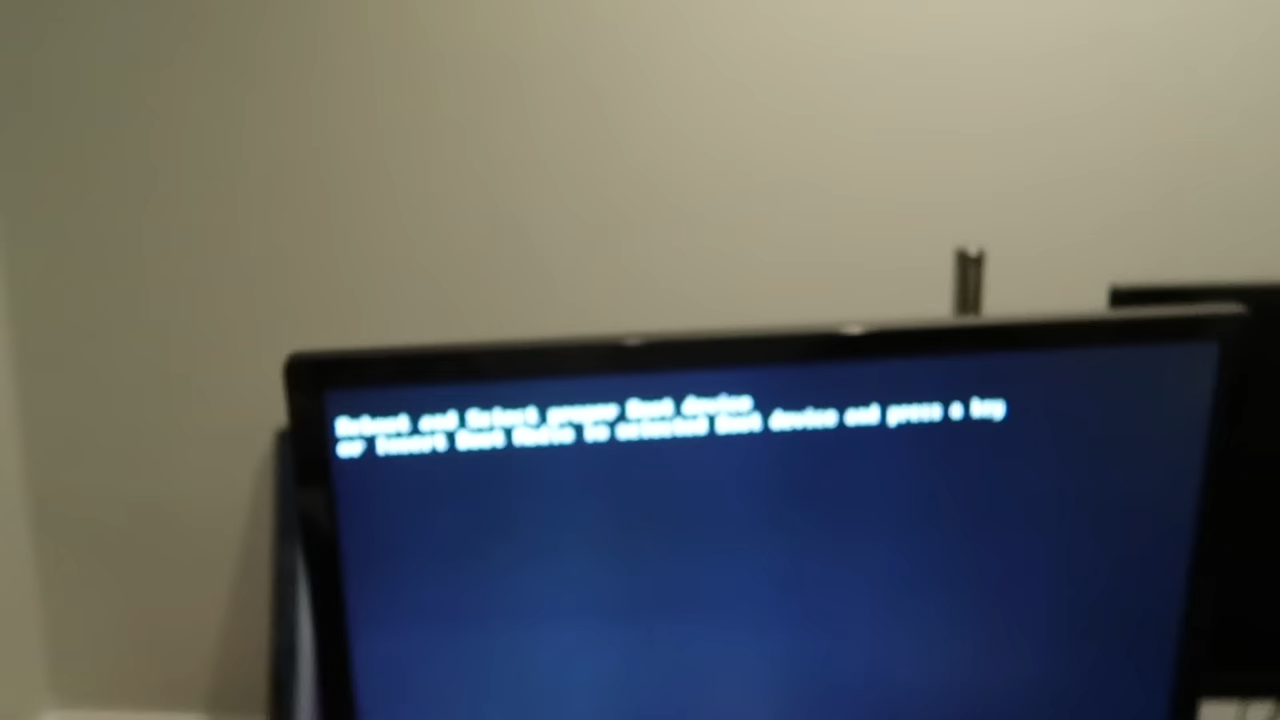 Reboot and Select proper Boot device
or Insert Boot Media in selected Boot device and press a key